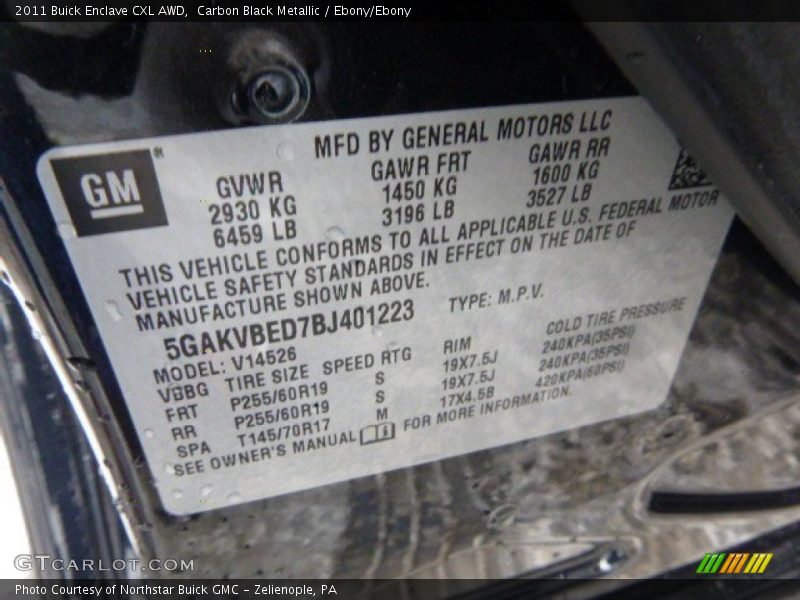 2011 Buick Enclave CXL AWD, Carbon Black Metallic / Ebony/Ebony
MFD BY GENERAL MOTORS LLC
GM®
GVWR GAWR FRT GAWR RR
2930 KG 1450 KG 1600 KG
6459 LB 3196 LB 3527 LB
THIS VEHICLE CONFORMS TO ALL APPLICABLE U.S. FEDERAL MOTOR
VEHICLE SAFETY STANDARDS IN EFFECT ON THE DATE OF
MANUFACTURE SHOWN ABOVE.
5GAKVBED7BJ401223 TYPE: M.P.V.
MODEL: V14526
VGBG TIRE SIZE SPEED RTG RIM COLD TIRE PRESSURE
FRT P255/60R19 S 19X7.5J 240KPA(35PSI)
RR P255/60R19 S 19X7.5J 240KPA(35PSI)
SPA T145/70R17 M 17X4.5B 420KPA(60PSI)
SEE OWNER'S MANUAL FOR MORE INFORMATION.
GTCARLOT.COM
Photo Courtesy of Northstar Buick GMC - Zelienople, PA